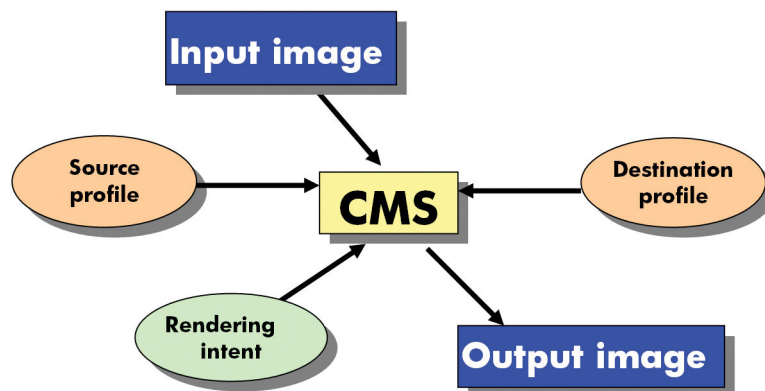 Input image
Source
profile
Destination
profile
CMS
Rendering
intent
Output image